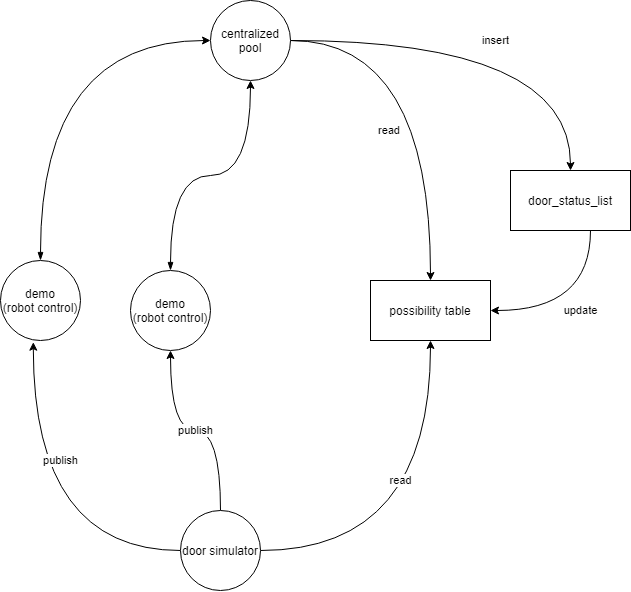 centralized
pool
insert
read
door_status_list
demo
(robot control)
demo
(robot control)
possibility table
update
publish
publish
read
door simulator